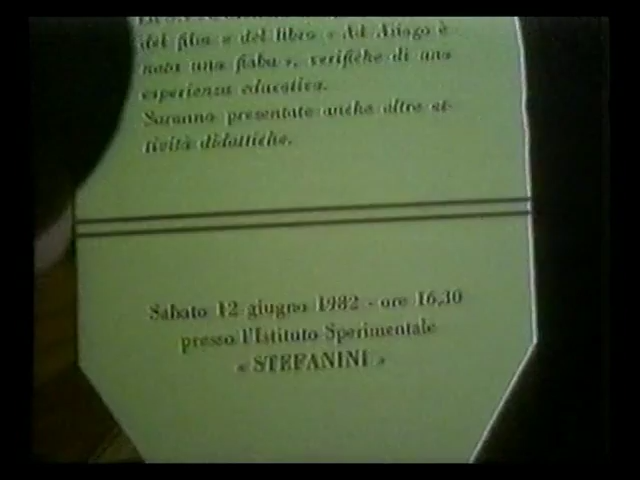 del film e del libro « Ad Asiago è
nata una fiaba », verifiche di una
esperienza educativa.
Saranno presentate anche altre at-
tività didattiche.
Sabato 12 giugno 1982 - ore 16,30
presso l'Istituto Sperimentale
« STEFANINI »